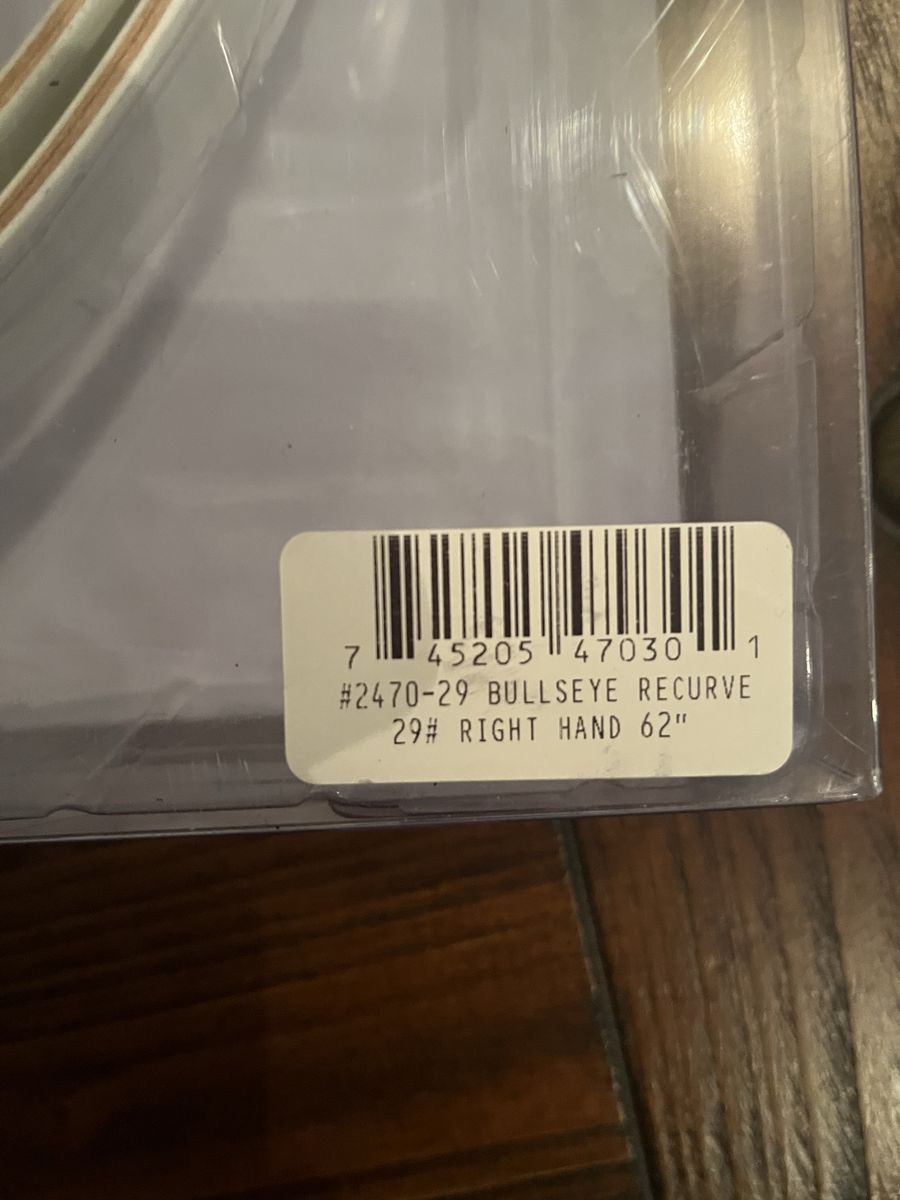 7 45205 47030 1
#2470-29 BULLSEYE RECURVE
29# RIGHT HAND 62"